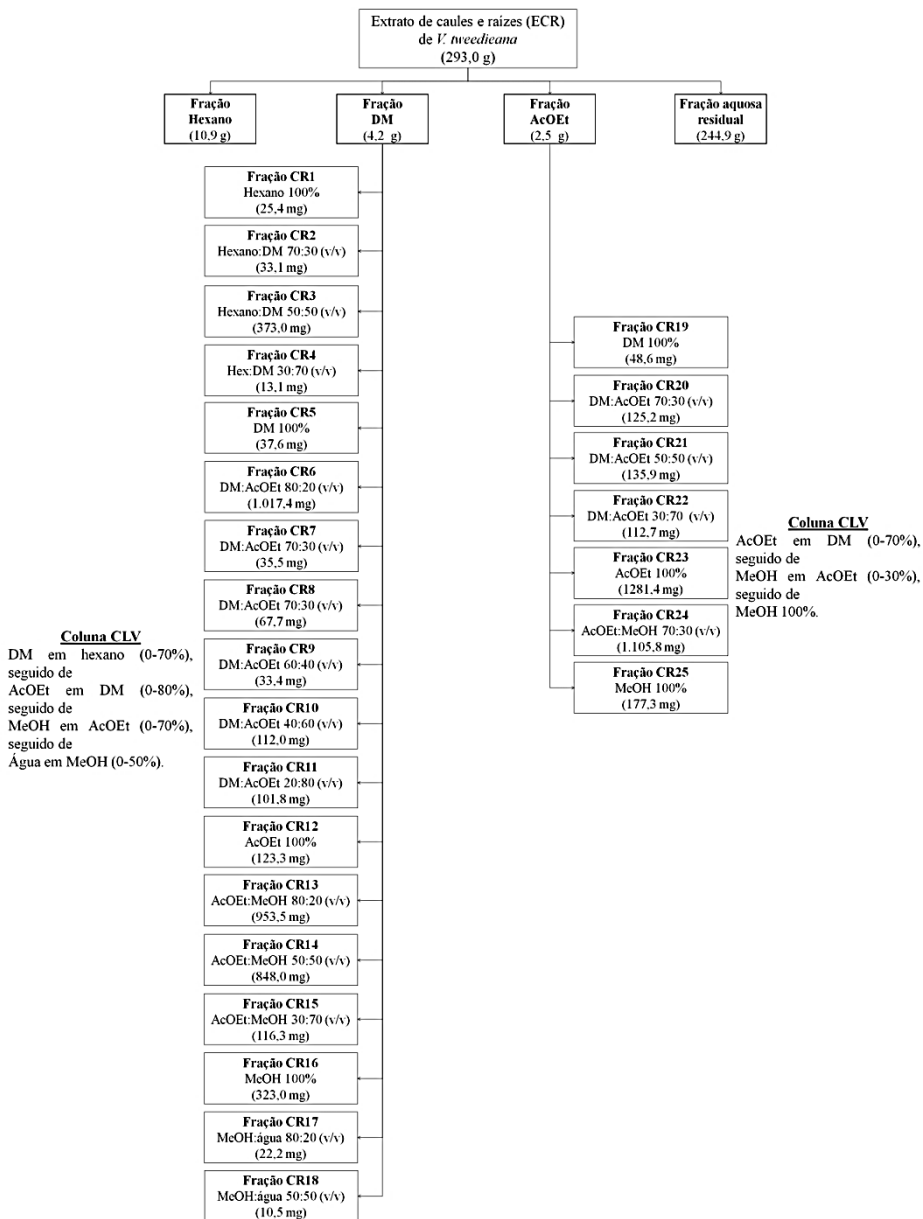 Extrato de caules e raízes (ECR)
de V. tweedieana
(293,0 g)
Fração
Hexano
(10,9 g)
Fração
DM
(4,2 g)
Fração
AcOEt
(2,5 g)
Fração aquosa
residual
(244,9 g)
Fração CR1
Hexano 100%
(25,4 mg)
Fração CR2
Hexano:DM 70:30 (v/v)
(33,1 mg)
Fração CR3
Hexano:DM 50:50 (v/v)
(373,0 mg)
Fração CR4
Hex:DM 30:70 (v/v)
(13,1 mg)
Fração CR5
DM 100%
(37,6 mg)
Fração CR6
DM:AcOEt 80:20 (v/v)
(1.017,4 mg)
Fração CR7
DM:AcOEt 70:30 (v/v)
(35,5 mg)
Fração CR8
DM:AcOEt 70:30 (v/v)
(67,7 mg)
Fração CR9
DM:AcOEt 60:40 (v/v)
(33,4 mg)
Fração CR10
DM:AcOEt 40:60 (v/v)
(112,0 mg)
Fração CR11
DM:AcOEt 20:80 (v/v)
(101,8 mg)
Fração CR12
AcOEt 100%
(123,3 mg)
Fração CR13
AcOEt:MeOH 80:20 (v/v)
(953,5 mg)
Fração CR14
AcOEt:MeOH 50:50 (v/v)
(848,0 mg)
Fração CR15
AcOEt:MeOH 30:70 (v/v)
(116,3 mg)
Fração CR16
MeOH 100%
(323,0 mg)
Fração CR17
MeOH:água 80:20 (v/v)
(22,2 mg)
Fração CR18
MeOH:água 50:50 (v/v)
(10,5 mg)
Coluna CLV
DM em hexano (0-70%),
seguido de
AcOEt em DM (0-80%),
seguido de
MeOH em AcOEt (0-70%),
seguido de
Água em MeOH (0-50%).
Fração CR19
DM 100%
(48,6 mg)
Fração CR20
DM:AcOEt 70:30 (v/v)
(125,2 mg)
Fração CR21
DM:AcOEt 50:50 (v/v)
(135,9 mg)
Fração CR22
DM:AcOEt 30:70 (v/v)
(112,7 mg)
Fração CR23
AcOEt 100%
(1281,4 mg)
Fração CR24
AcOEt:MeOH 70:30 (v/v)
(1.105,8 mg)
Fração CR25
MeOH 100%
(177,3 mg)
Coluna CLV
AcOEt em DM (0-70%),
seguido de
MeOH em AcOEt (0-30%),
seguido de
MeOH 100%.